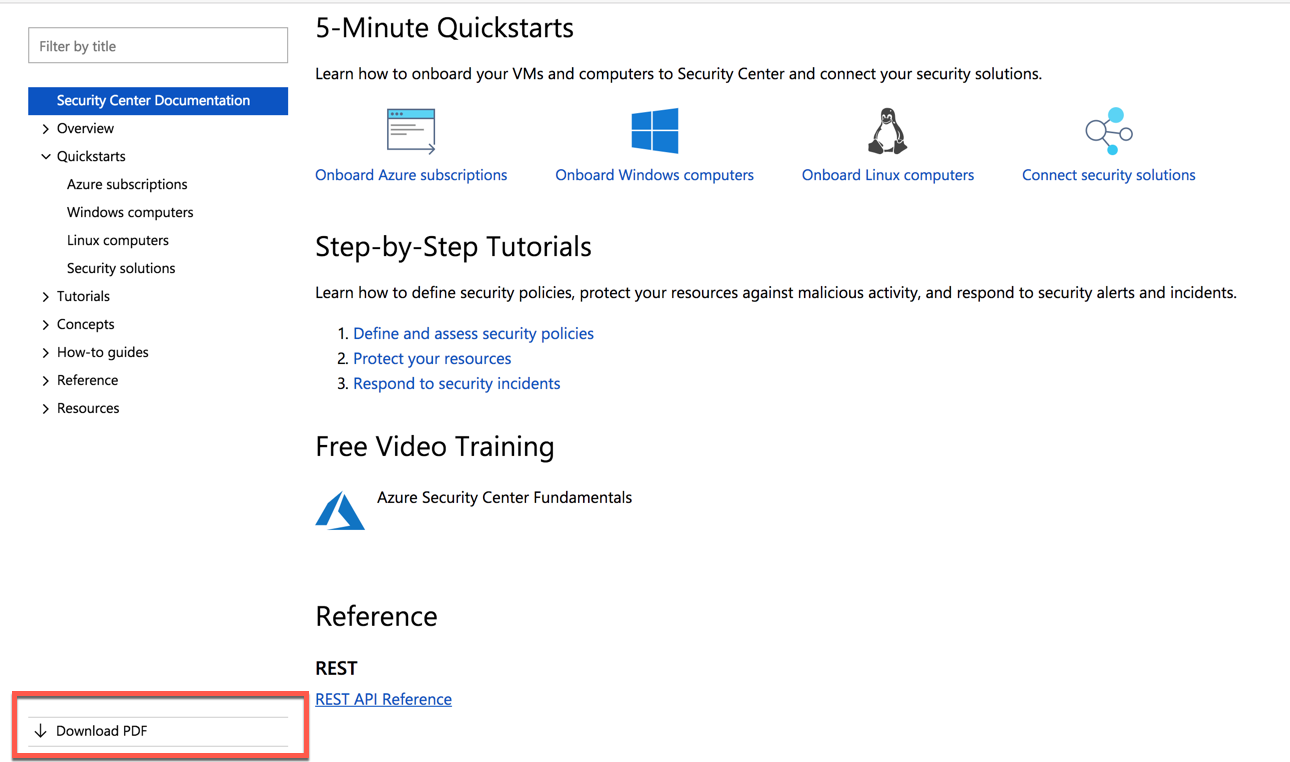 Filter by title
Security Center Documentation
Overview
Quickstarts
Azure subscriptions
Windows computers
Linux computers
Security solutions
Tutorials
Concepts
How-to guides
Reference
Resources
Download PDF
5-Minute Quickstarts
Learn how to onboard your VMs and computers to Security Center and connect your security solutions.
Onboard Azure subscriptions
Onboard Windows computers
Onboard Linux computers
Connect security solutions
Step-by-Step Tutorials
Learn how to define security policies, protect your resources against malicious activity, and respond to security alerts and incidents.
1. Define and assess security policies
2. Protect your resources
3. Respond to security incidents
Free Video Training
Azure Security Center Fundamentals
Reference
REST
REST API Reference